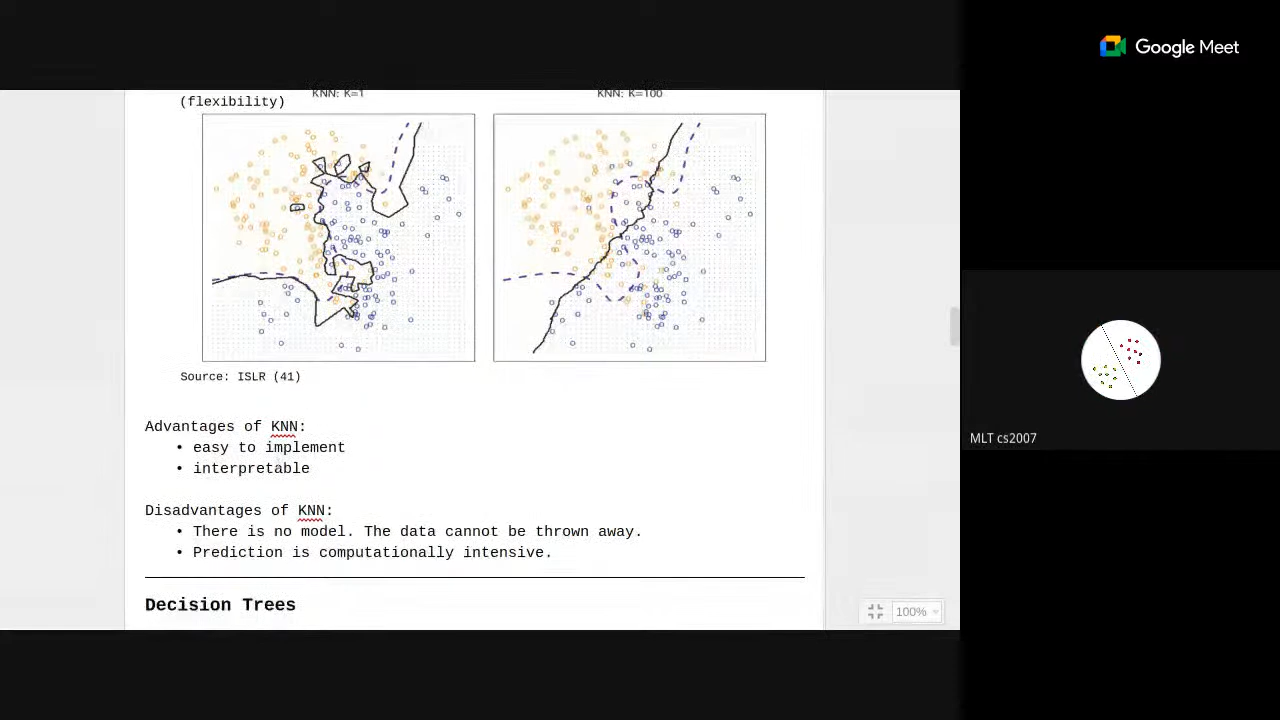 Google Meet
KNN: K=1
KNN: K=100
(flexibility)
Source: ISLR (41)
Advantages of KNN:
• easy to implement
• interpretable
Disadvantages of KNN:
• There is no model. The data cannot be thrown away.
• Prediction is computationally intensive.
Decision Trees
100%
MLT cs2007